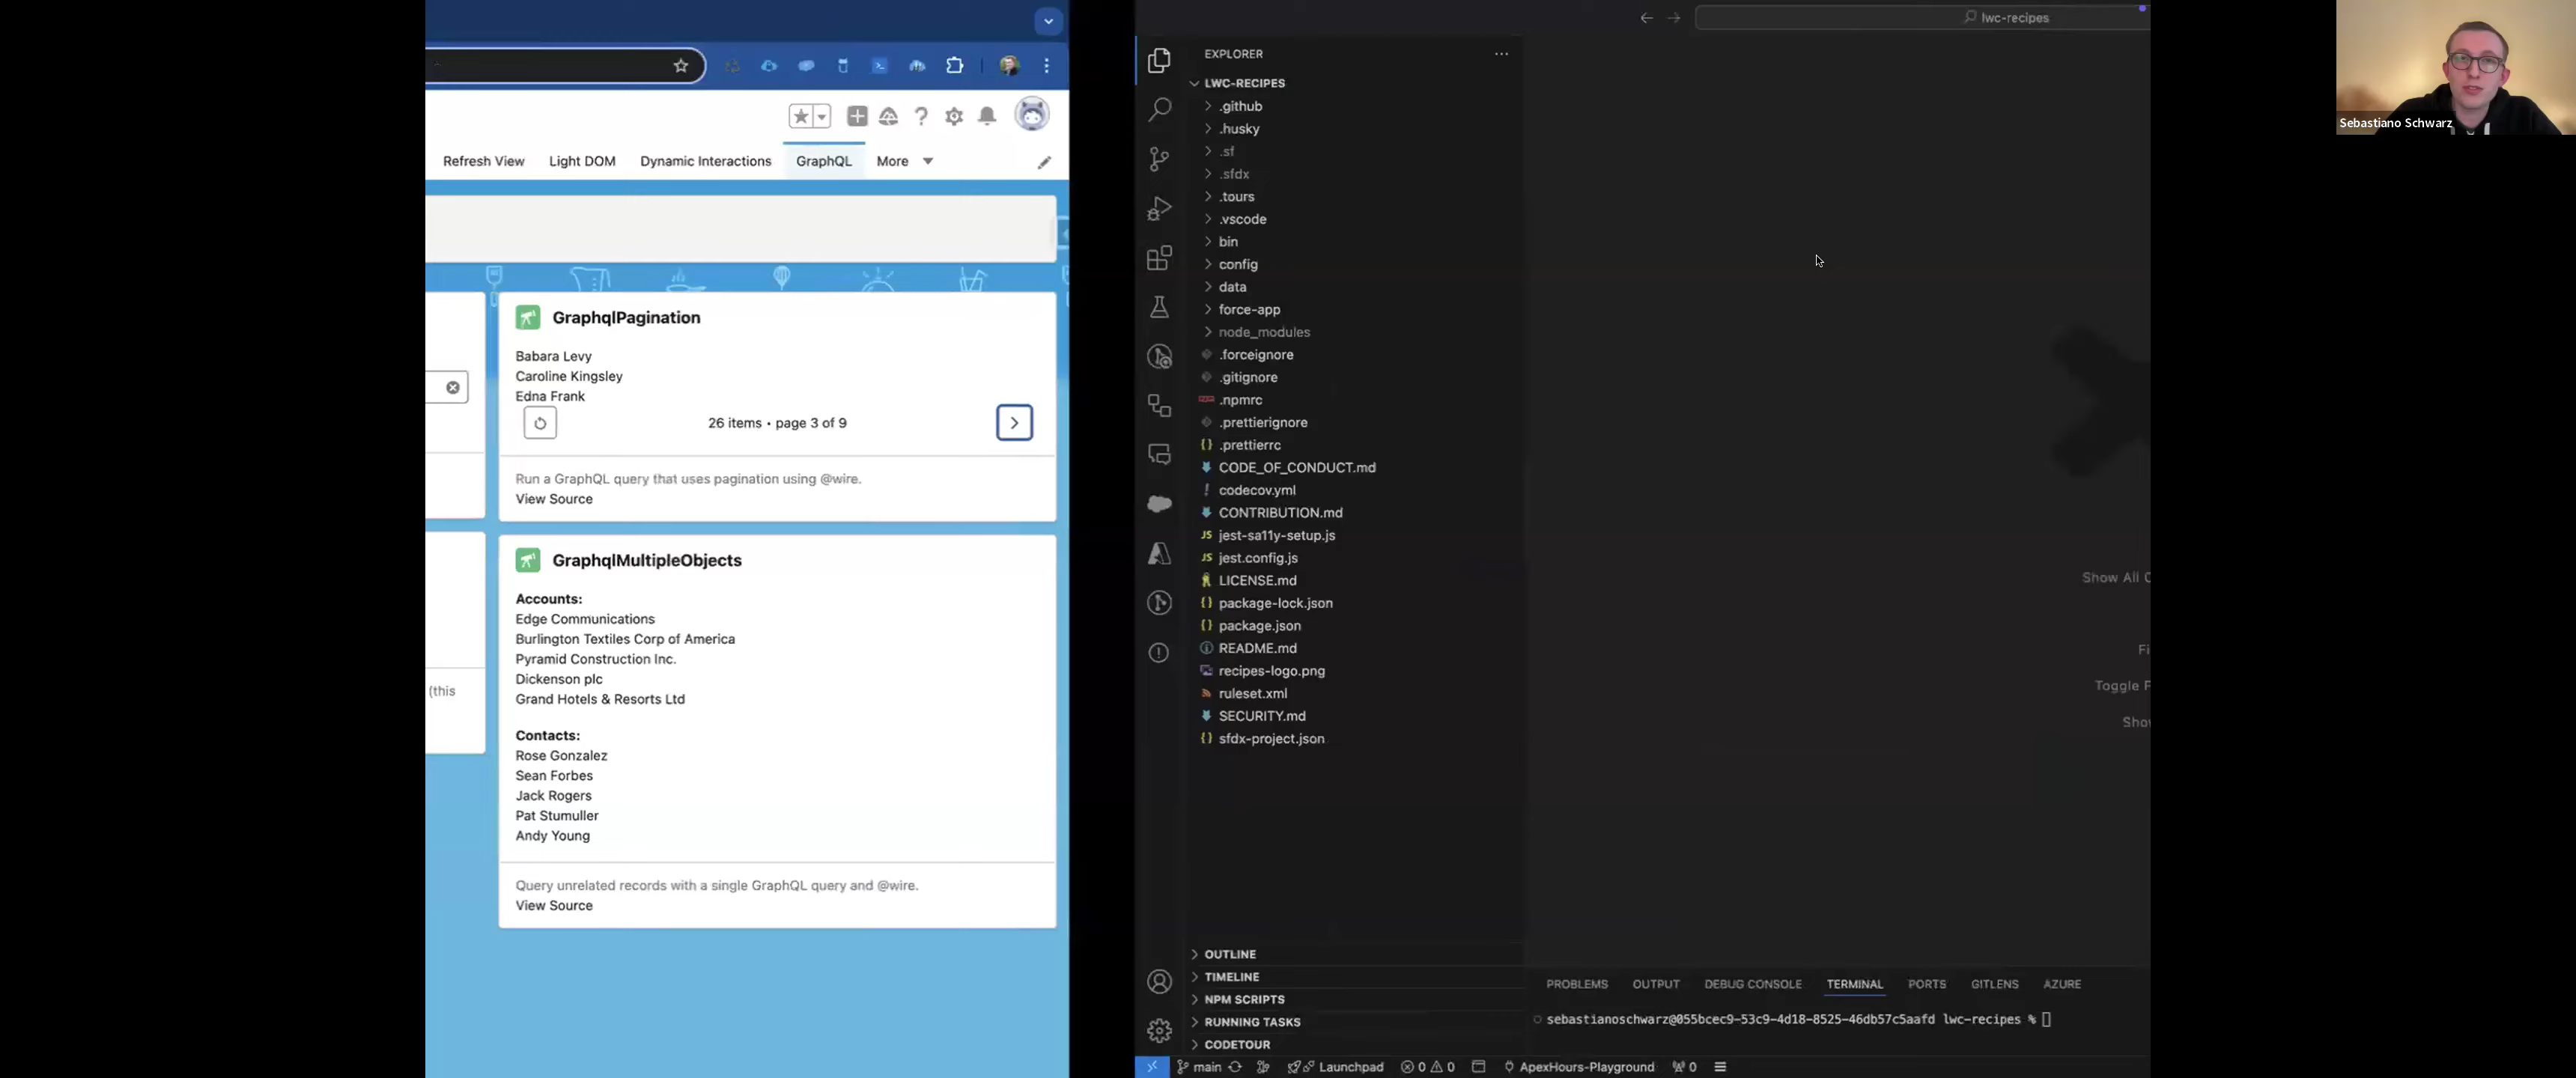 Refresh View
Light DOM
Dynamic Interactions
GraphQL
More
GraphqlPagination
Babara Levy
Caroline Kingsley
Edna Frank
26 items • page 3 of 9
Run a GraphQL query that uses pagination using @wire.
View Source
GraphqlMultipleObjects
Accounts:
Edge Communications
Burlington Textiles Corp of America
Pyramid Construction Inc.
Dickenson plc
Grand Hotels & Resorts Ltd
Contacts:
Rose Gonzalez
Sean Forbes
Jack Rogers
Pat Stumuller
Andy Young
Query unrelated records with a single GraphQL query and @wire.
View Source
(this
lwc-recipes
EXPLORER
LWC-RECIPES
.github
.husky
.sf
.sfdx
.tours
.vscode
bin
config
data
force-app
node_modules
.forceignore
.gitignore
.npmrc
.prettierignore
.prettierrc
CODE_OF_CONDUCT.md
codecov.yml
CONTRIBUTION.md
jest-sa11y-setup.js
jest.config.js
LICENSE.md
package-lock.json
package.json
README.md
recipes-logo.png
ruleset.xml
SECURITY.md
sfdx-project.json
OUTLINE
TIMELINE
NPM SCRIPTS
RUNNING TASKS
CODETOUR
Show All C
Fi
Toggle F
Show
PROBLEMS
OUTPUT
DEBUG CONSOLE
TERMINAL
PORTS
GITLENS
AZURE
sebastianoschwarz@055bcec9-53c9-4d18-8525-46db57c5aafd lwc-recipes %
main
Launchpad
0
0
ApexHours-Playground
0
Sebastiano Schwarz